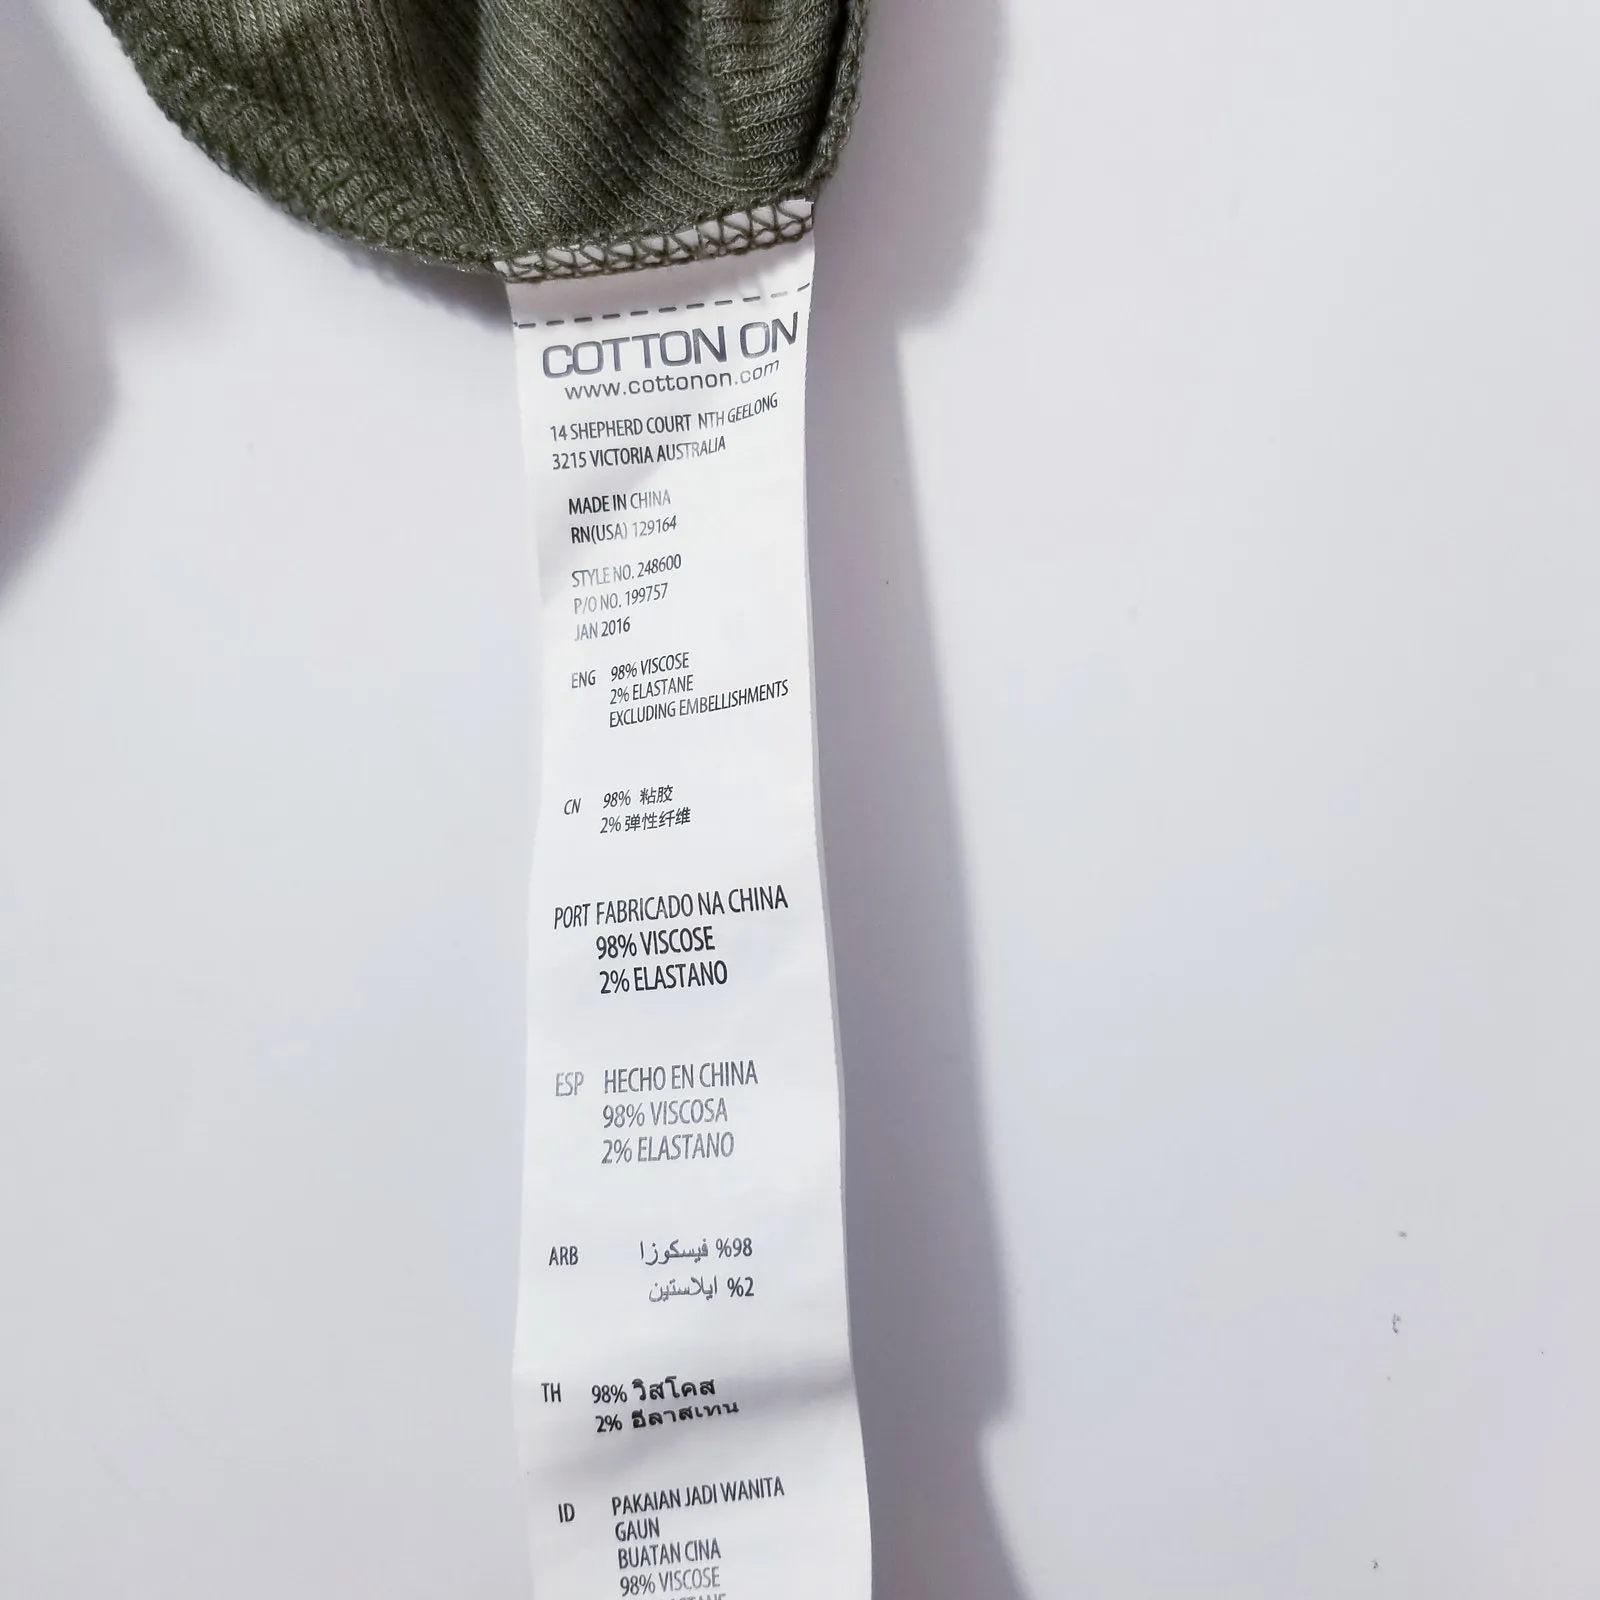 COTTON ON
www.cottonon.com
14 SHEPHERD COURT NTH GEELONG
3215 VICTORIA AUSTRALIA
MADE IN CHINA
RN(USA) 129164
STYLE NO. 248600
P/O NO. 199757
JAN 2016
ENG 98% VISCOSE
2% ELASTANE
EXCLUDING EMBELLISHMENTS
CN 98% 粘胶
2% 弹性纤维
PORT FABRICADO NA CHINA
98% VISCOSE
2% ELASTANO
ESP HECHO EN CHINA
98% VISCOSA
2% ELASTANO
ARB %98 فيسكوزا
%2 ايلاستين
TH 98% วิสโคส
2% อีลาสเทน
ID PAKAIAN JADI WANITA
GAUN
BUATAN CINA
98% VISCOSE